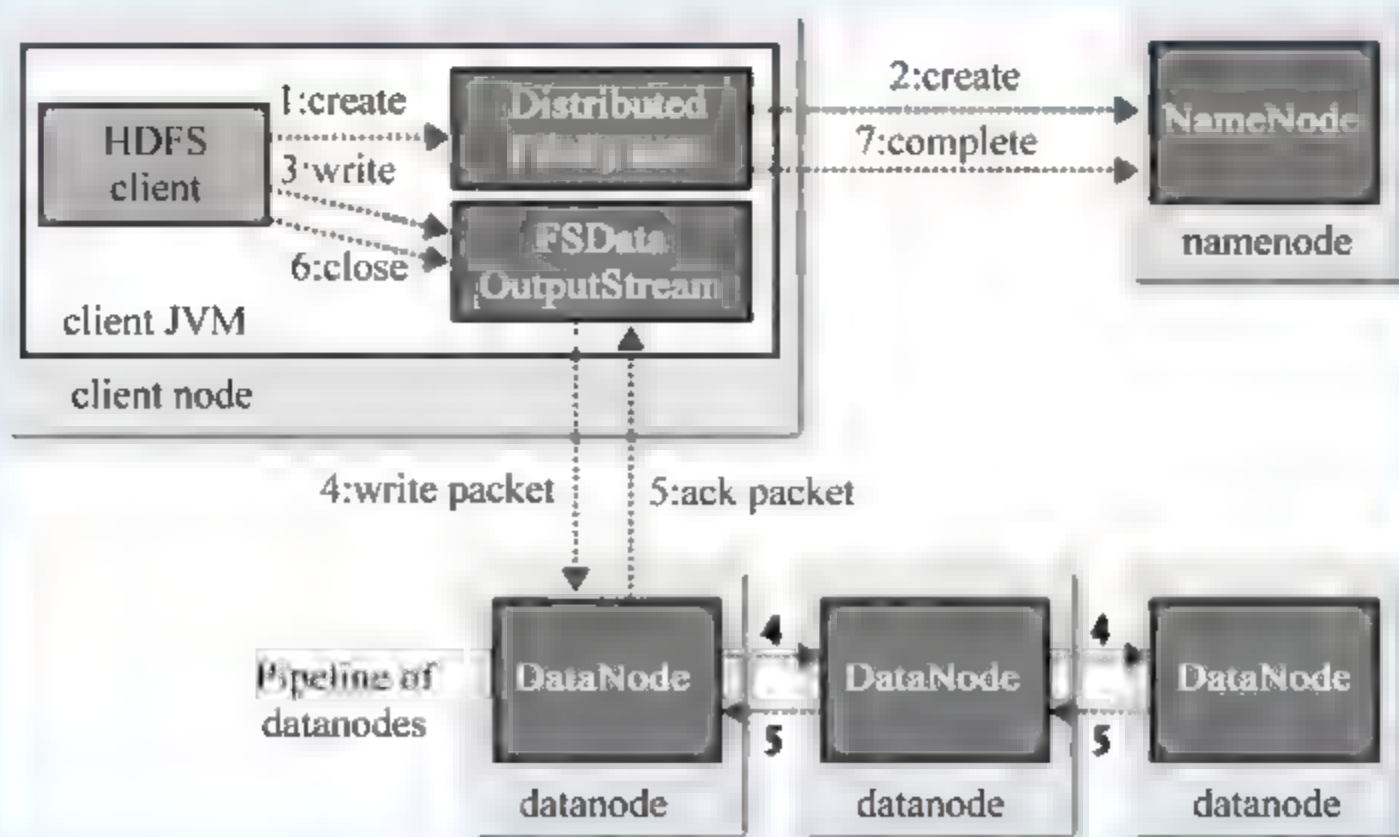 1:create
HDFS
client
3:write
6:close
Distributed
FSData
OutputStream
client JVM
client node
2:create
7:complete
NameNode
namenode
4:write packet
5:ack packet
Pipeline of
datanodes
DataNode
4
5
DataNode
4
5
DataNode
datanode
datanode
datanode